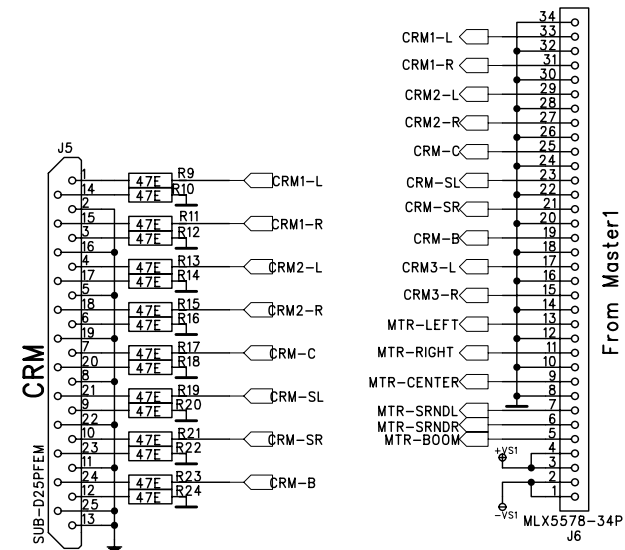 J5
CRM
SUB-D25PFEM
1 47E R9 CRM1-L
14 47E R10
2
15 47E R11 CRM1-R
3 47E R12
16
4 47E R13 CRM2-L
17 47E R14
5
18 47E R15 CRM2-R
6 47E R16
19
7 47E R17 CRM-C
20 47E R18
8
21 47E R19 CRM-SL
9 47E R20
22
10 47E R21 CRM-SR
23 47E R22
11
24 47E R23 CRM-B
12 47E R24
25
13
34
CRM1-L 33
32
CRM1-R 31
30
CRM2-L 29
28
CRM2-R 27
26
CRM-C 25
24
CRM-SL 23
22
CRM-SR 21
20
CRM-B 19
18
CRM3-L 17
16
CRM3-R 15
14
MTR-LEFT 13
12
MTR-RIGHT 11
10
MTR-CENTER 9
8
MTR-SRNDL 7
MTR-SRNDR 6
MTR-BOOM 5
+VS1 4
3
2
-VS1 1
MLX5578-34P
J6
From Master1